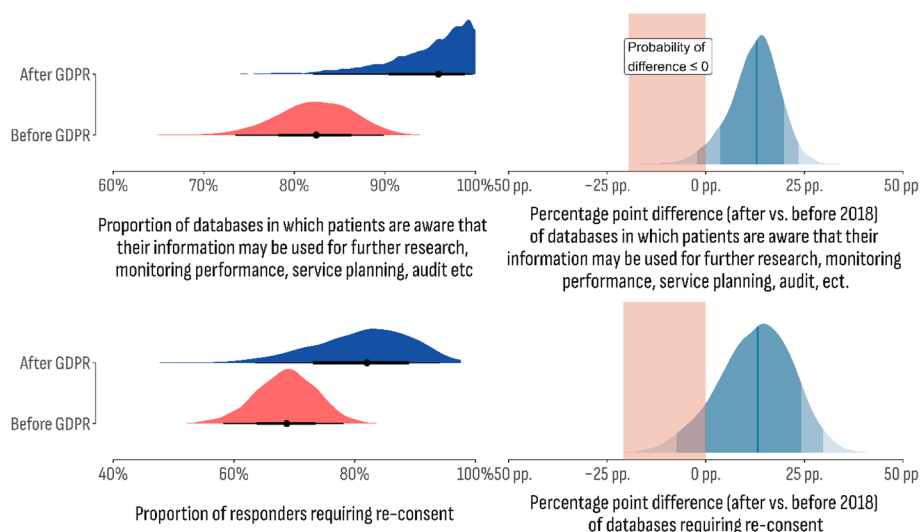 After GDPR
Before GDPR
60% 70% 80% 90% 100%
Proportion of databases in which patients are aware that
their information may be used for further research,
monitoring performance, service planning, audit etc
Probability of
difference ≤ 0
-50 pp. -25 pp. 0 pp. 25 pp. 50 pp
Percentage point difference (after vs. before 2018)
of databases in which patients are aware that their
information may be used for further research, monitoring
performance, service planning, audit, ect.
After GDPR
Before GDPR
40% 60% 80% 100%
Proportion of responders requiring re-consent
-50 pp. -25 pp. 0 pp. 25 pp. 50 pp
Percentage point difference (after vs. before 2018)
of databases requiring re-consent